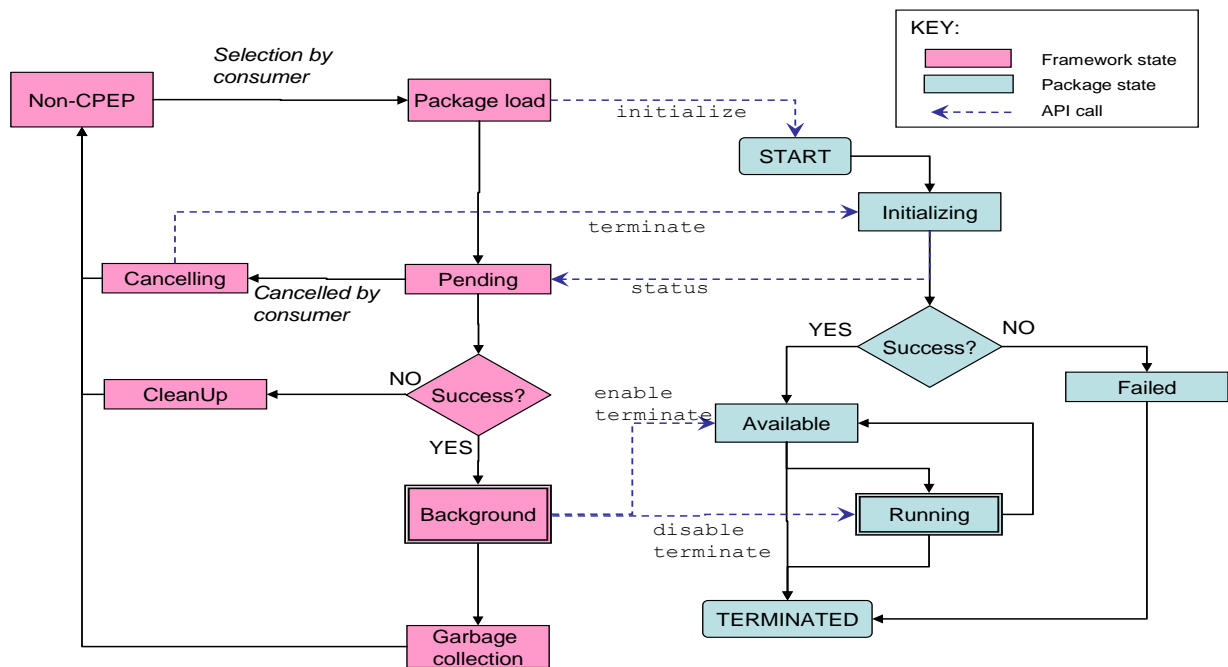 KEY:
Framework state
Package state
API call
Selection by
consumer
Non-CPEP
Package load
initialize
START
Initializing
terminate
Cancelling
Cancelled by
consumer
Pending
status
YES
Success?
NO
Failed
CleanUp
NO
Success?
YES
enable
terminate
Available
Background
disable
terminate
Running
TERMINATED
Garbage
collection